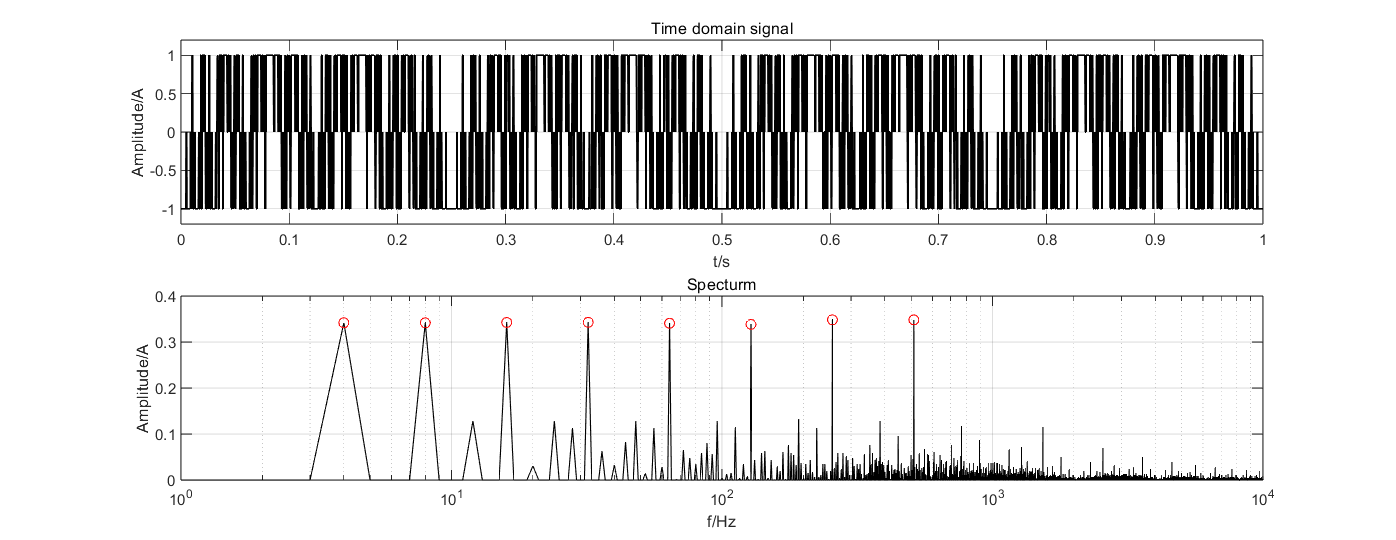 Time domain signal
Amplitude/A
1
0.5
0
-0.5
-1
0 0.1 0.2 0.3 0.4 0.5 0.6 0.7 0.8 0.9 1
t/s
Specturm
Amplitude/A
0.4
0.3
0.2
0.1
0
10^0 10^1 10^2 10^3 10^4
f/Hz